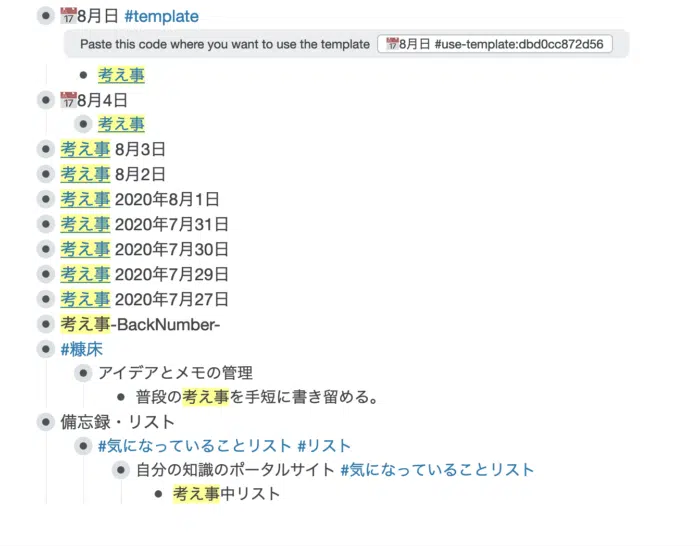 📅8月日 #template
Paste this code where you want to use the template 📅8月日 #use-template:dbd0cc872d56
考え事
📅8月4日
考え事
考え事 8月3日
考え事 8月2日
考え事 2020年8月1日
考え事 2020年7月31日
考え事 2020年7月30日
考え事 2020年7月29日
考え事 2020年7月27日
考え事-BackNumber-
#糠床
アイデアとメモの管理
普段の考え事を手短に書き留める。
備忘録・リスト
#気になっていることリスト #リスト
自分の知識のポータルサイト #気になっていることリスト
考え事中リスト